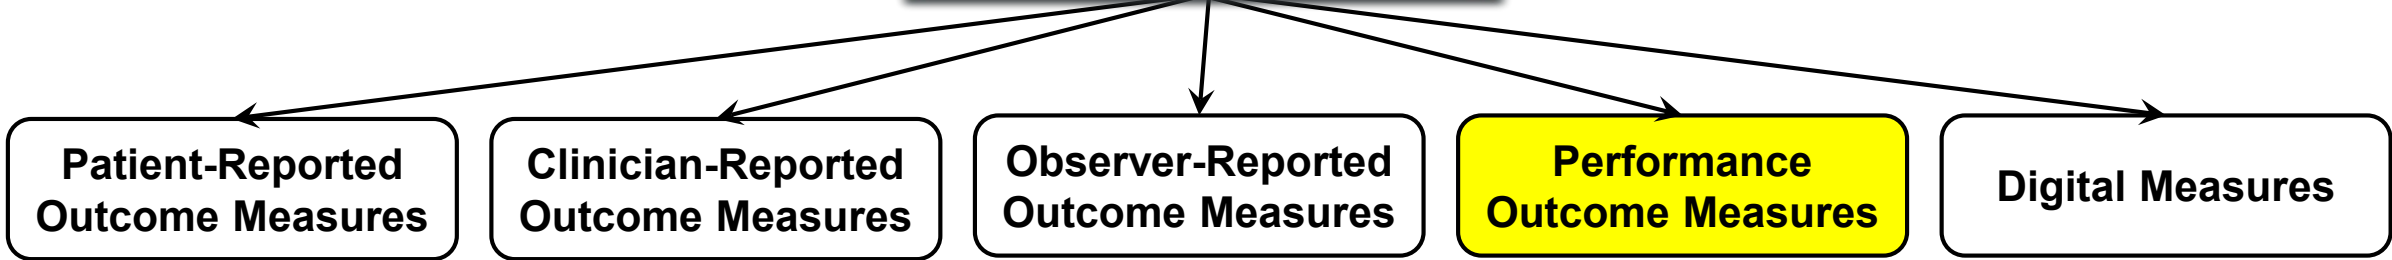 Patient-Reported
Outcome Measures
Clinician-Reported
Outcome Measures
Observer-Reported
Outcome Measures
Performance
Outcome Measures
Digital Measures